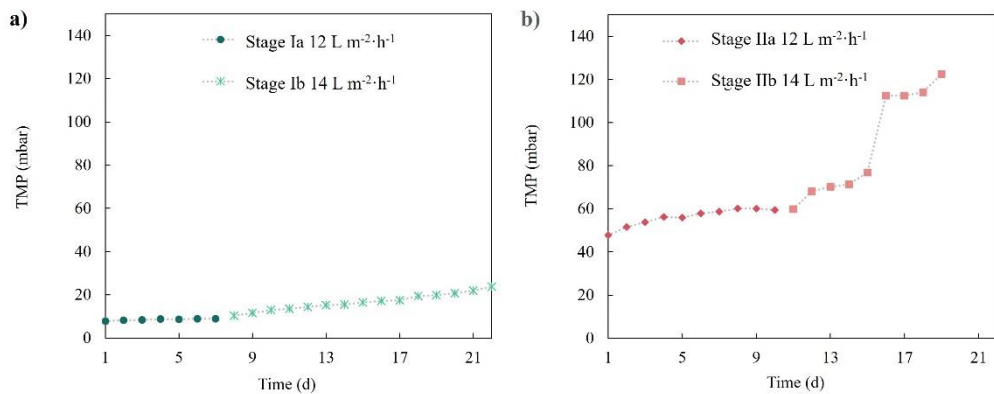 a)
Stage Ia 12 L m⁻²·h⁻¹
Stage Ib 14 L m⁻²·h⁻¹
TMP (mbar)
140
120
100
80
60
40
20
0
1 5 9 13 17 21
Time (d)
b)
Stage IIa 12 L m⁻²·h⁻¹
Stage IIb 14 L m⁻²·h⁻¹
TMP (mbar)
140
120
100
80
60
40
20
0
1 5 9 13 17 21
Time (d)